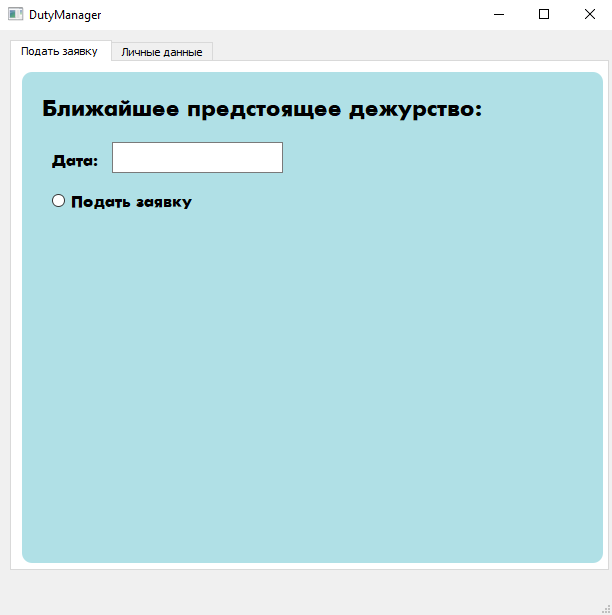 DutyManager
Подать заявку Личные данные
Ближайшее предстоящее дежурство:
Дата:
Подать заявку